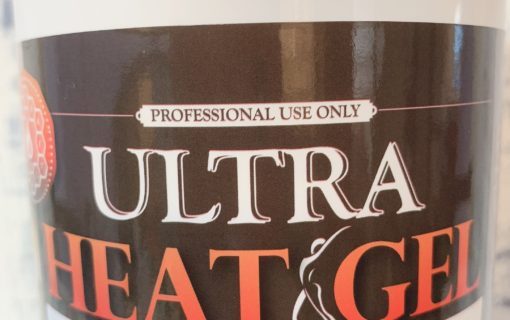 PROFESSIONAL USE ONLY
ULTRA
HEAT GEL